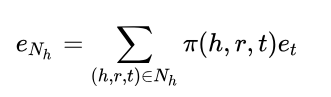 $e_{N_h} = \sum_{(h,r,t) \in N_h} \pi(h, r, t) e_t$